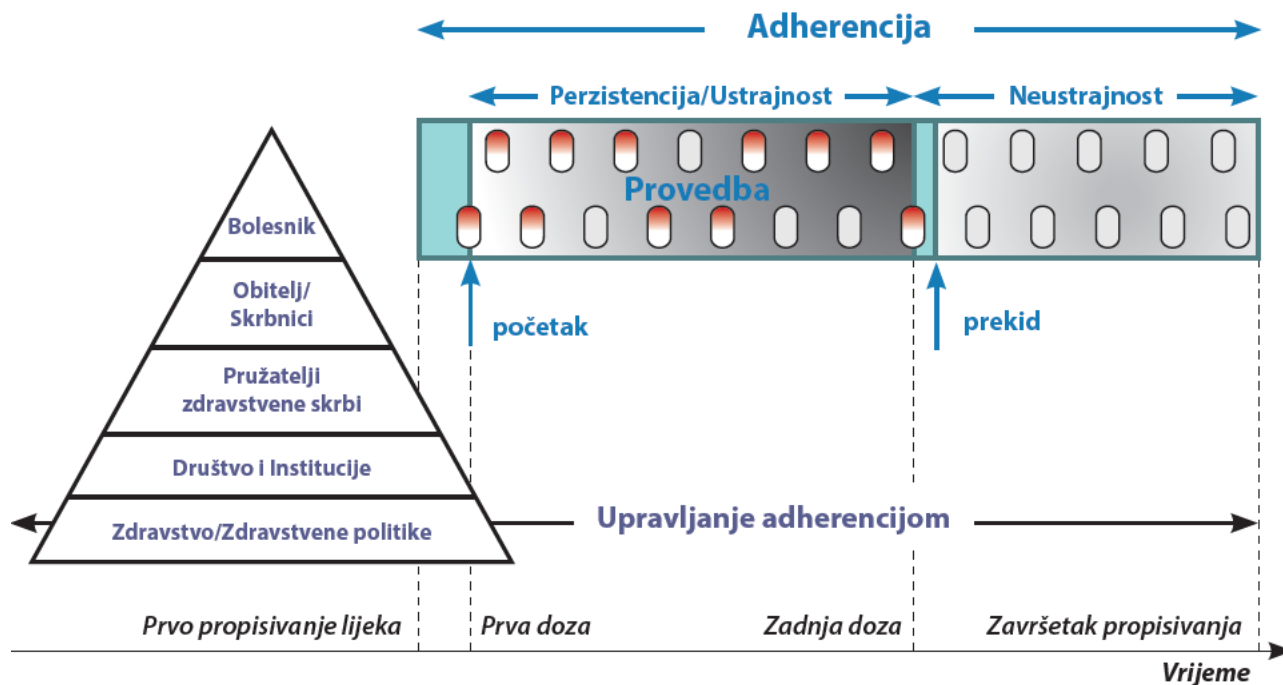 Adherencija
Perzistencija/Ustrajnost
Neustrajnost
Provedba
početak
prekid
Bolesnik
Obitelj/
Skrbnici
Pružatelji
zdravstvene skrbi
Društvo i Institucije
Zdravstvo/Zdravstvene politike
Upravljanje adherencijom
Prvo propisivanje lijeka
Prva doza
Zadnja doza
Završetak propisivanja
Vrijeme